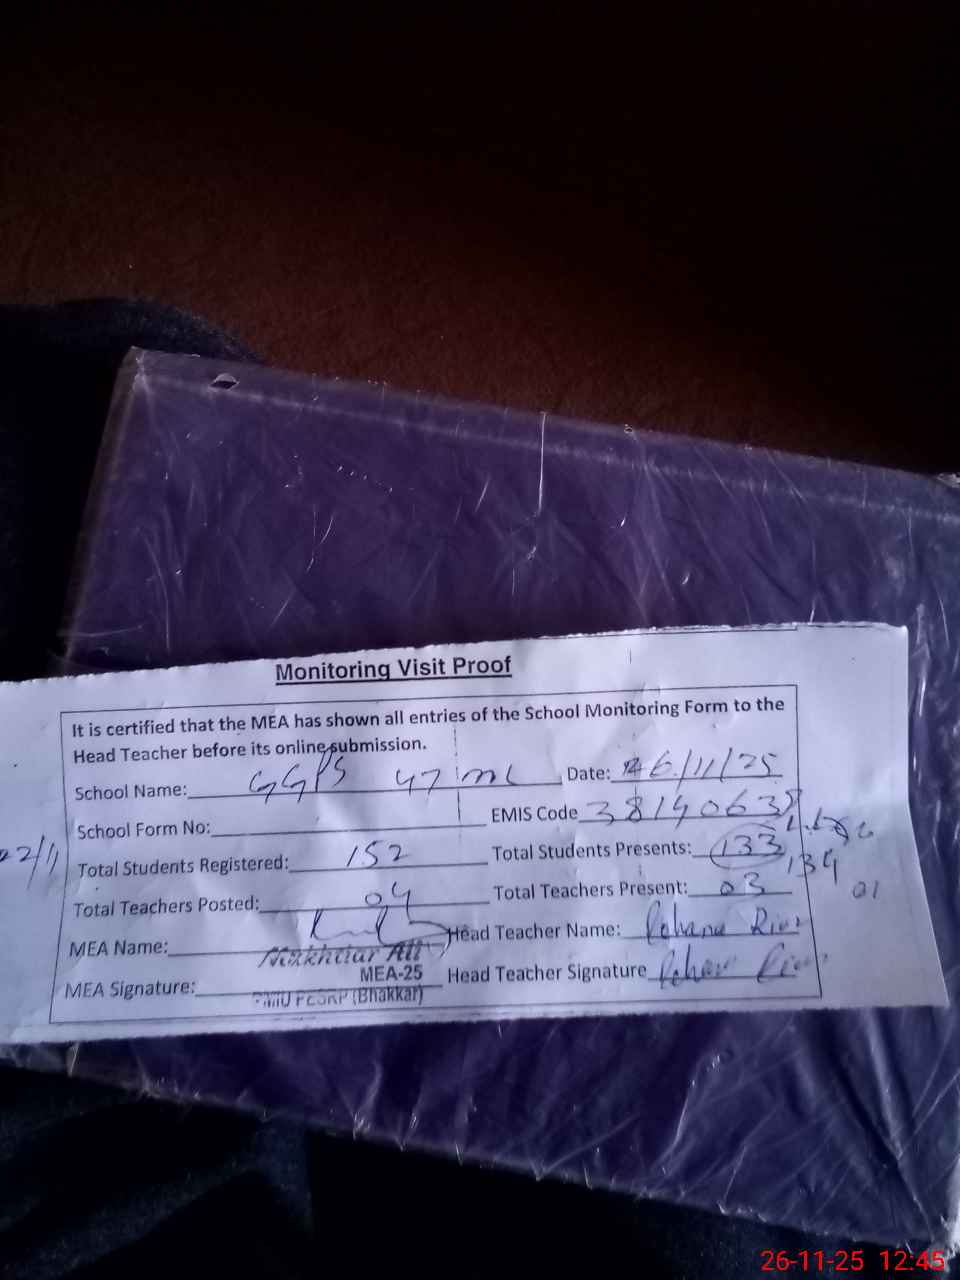 Monitoring Visit Proof
It is certified that the MEA has shown all entries of the School Monitoring Form to the
Head Teacher before its online submission.
School Name: GGPS 47 ML Date: 26/11/25
School Form No: EMIS Code 38140638
Total Students Registered: 152 Total Students Presents: 133
134
Total Teachers Posted: 04 Total Teachers Present: 03
01
MEA Name: Head Teacher Name:
Mukhtiar Ali
MEA-25
MEA Signature: Head Teacher Signature
PMIU PESRP (Bhakkar)
02/11
26-11-25 12:45